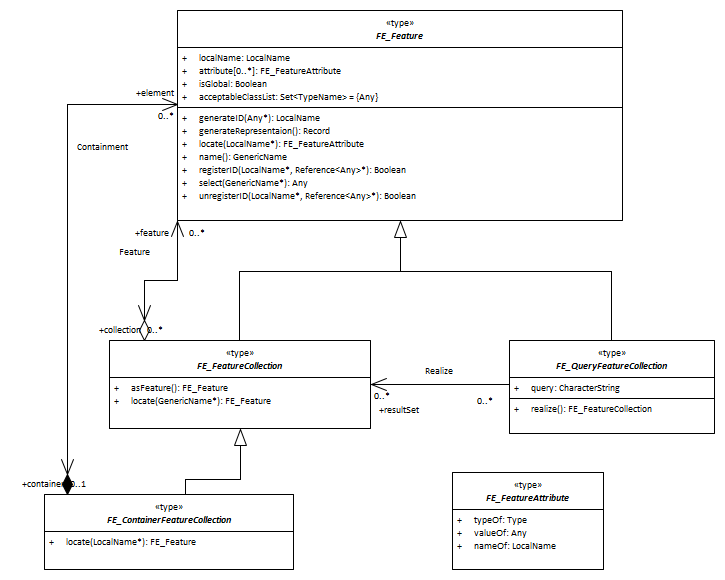 «type»
FE_Feature
+ localName: LocalName
+ attribute[0..*]: FE_FeatureAttribute
+ isGlobal: Boolean
+ acceptableClassList: Set<TypeName> = {Any}
+element
0..*
+ generateID(Any*): LocalName
+ generateRepresentaion(): Record
+ locate(LocalName*): FE_FeatureAttribute
+ name(): GenericName
+ registerID(LocalName*, Reference<Any>*): Boolean
+ select(GenericName*): Any
+ unregisterID(LocalName*, Reference<Any>*): Boolean
Containment
+feature 0..*
Feature
+collection 0..*
«type»
FE_FeatureCollection
+ asFeature(): FE_Feature
+ locate(GenericName*): FE_Feature
Realize
0..*
+resultSet
0..*
«type»
FE_QueryFeatureCollection
+ query: CharacterString
+ realize(): FE_FeatureCollection
+container 0..1
«type»
FE_ContainerFeatureCollection
+ locate(LocalName*): FE_Feature
«type»
FE_FeatureAttribute
+ typeOf: Type
+ valueOf: Any
+ nameOf: LocalName